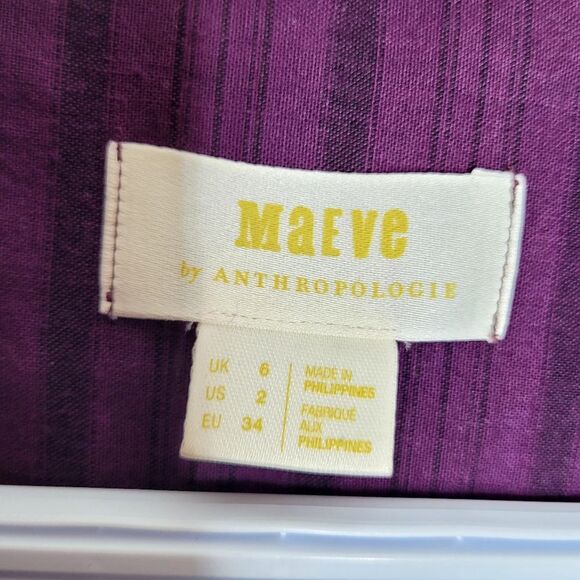 MaEve
by ANTHROPOLOGIE
UK 6
US 2
EU 34
MADE IN
PHILIPPINES
FABRIQUÉ
AUX
PHILIPPINES